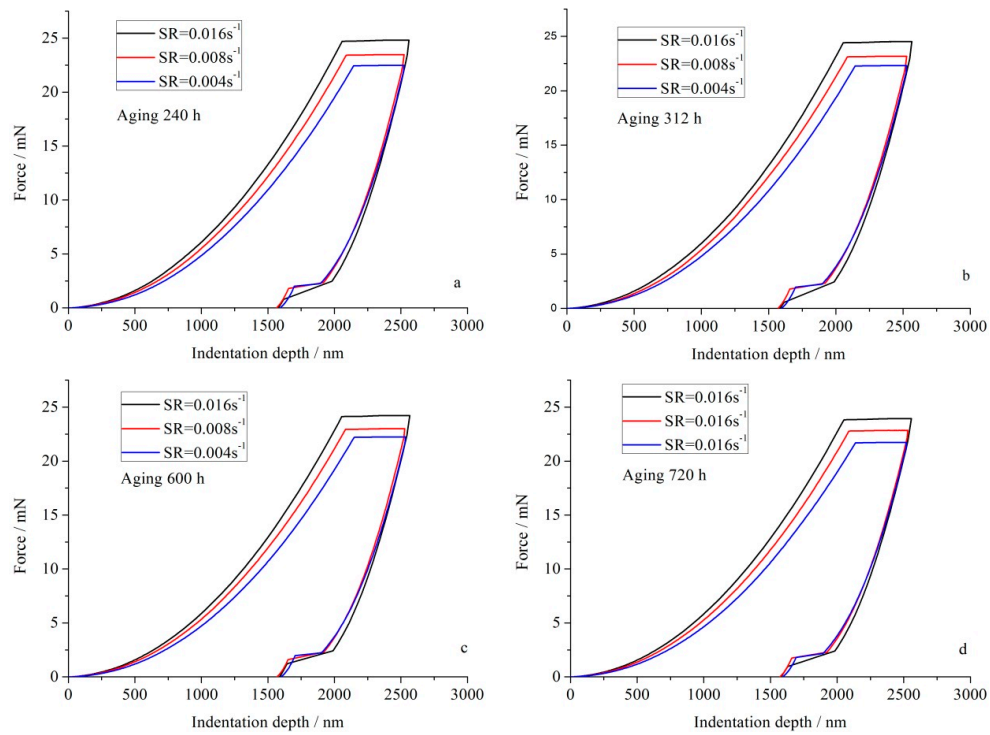 25
20
15
10
5
0
Force / mN
SR=0.016s⁻¹
SR=0.008s⁻¹
SR=0.004s⁻¹
Aging 240 h
a
0 500 1000 1500 2000 2500 3000
Indentation depth / nm
25
20
15
10
5
0
Force / mN
SR=0.016s⁻¹
SR=0.008s⁻¹
SR=0.004s⁻¹
Aging 312 h
b
0 500 1000 1500 2000 2500 3000
Indentation depth / nm
25
20
15
10
5
0
Force / mN
SR=0.016s⁻¹
SR=0.008s⁻¹
SR=0.004s⁻¹
Aging 600 h
c
0 500 1000 1500 2000 2500 3000
Indentation depth / nm
25
20
15
10
5
0
Force / mN
SR=0.016s⁻¹
SR=0.016s⁻¹
SR=0.016s⁻¹
Aging 720 h
d
0 500 1000 1500 2000 2500 3000
Indentation depth / nm